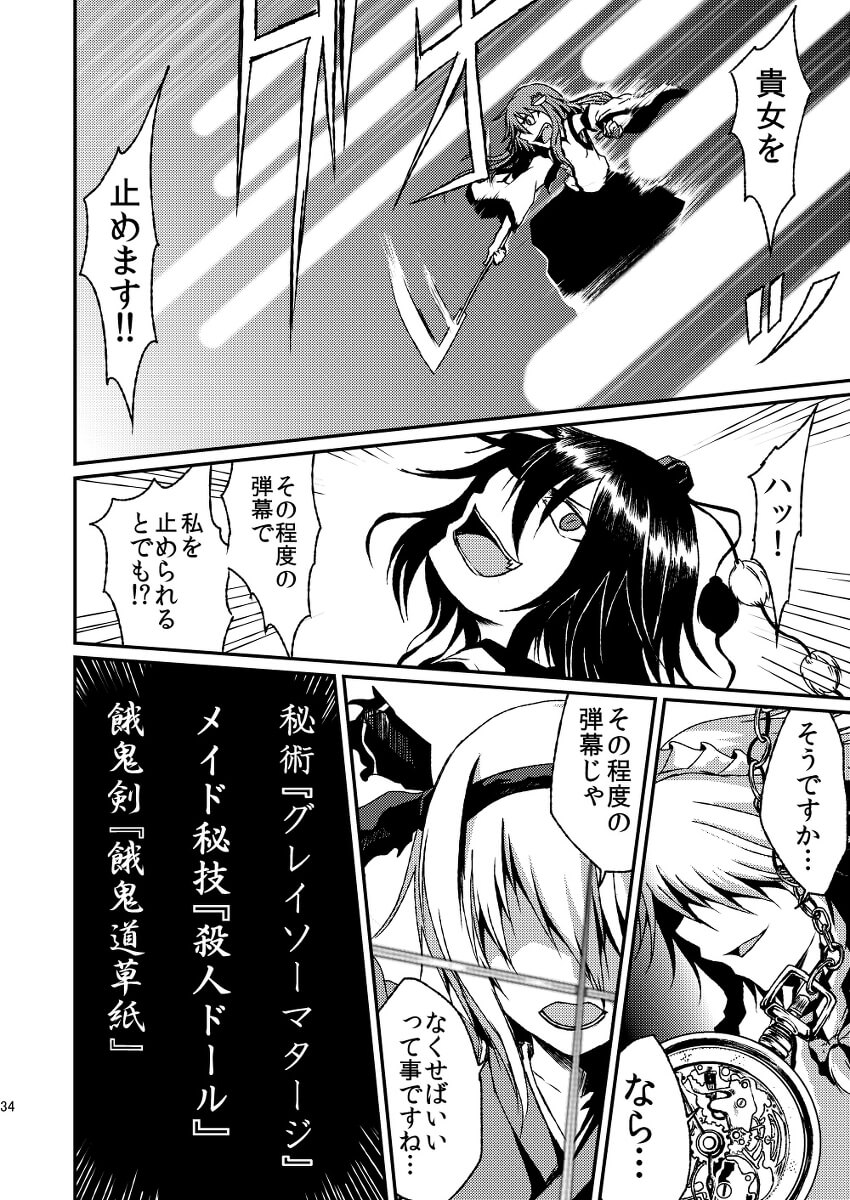 貴女を
止めます!!
ハッ!
その程度の
弾幕で
私を
止められる
とでも!?
そうですか…
なら…
その程度の
弾幕じゃ
なくせばいい
って事ですね…
秘術『グレイソーマタージ』
メイド秘技『殺人ドール』
餓鬼剣『餓鬼道草紙』
34